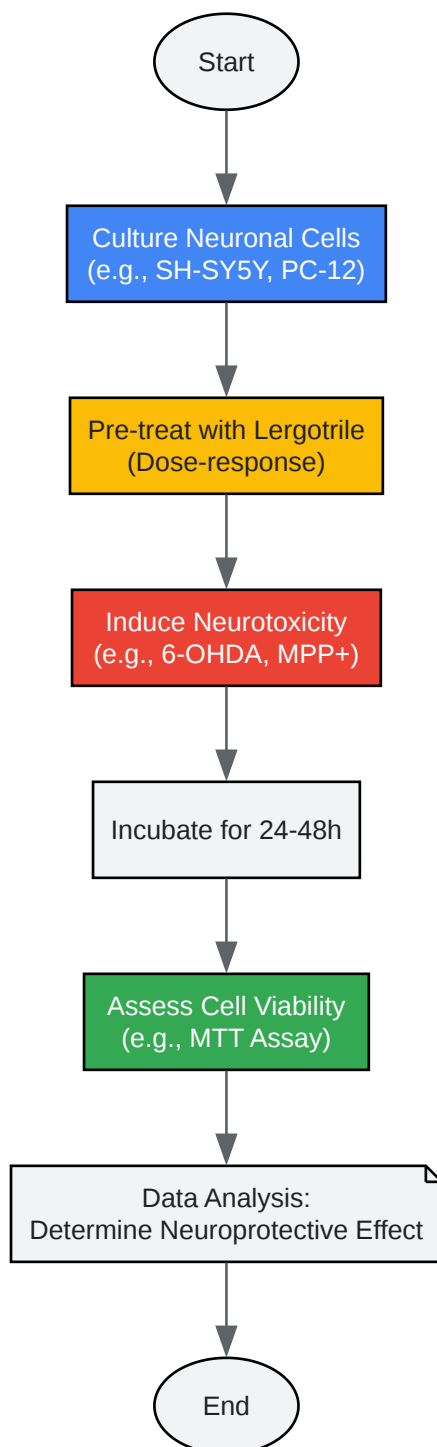 Start
Culture Neuronal Cells
(e.g., SH-SY5Y, PC-12)
Pre-treat with Lergotrile
(Dose-response)
Induce Neurotoxicity
(e.g., 6-OHDA, MPP+)
Incubate for 24-48h
Assess Cell Viability
(e.g., MTT Assay)
Data Analysis:
Determine Neuroprotective Effect
End